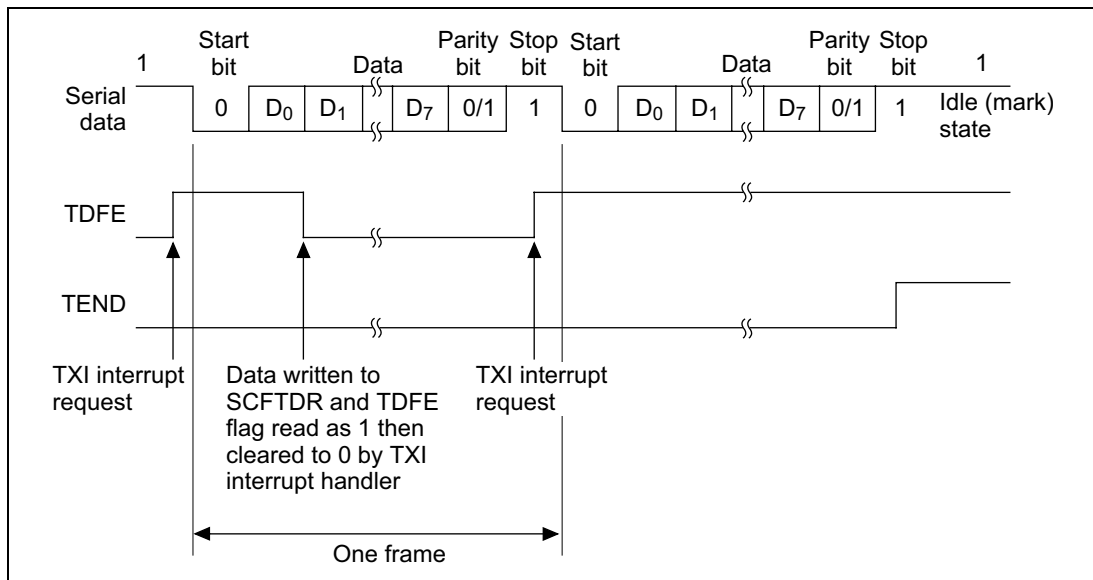 1 Start bit Data Parity bit Stop bit Start bit Data Parity bit Stop bit 1
Serial data 0 D₀ D₁ D₇ 0/1 1 0 D₀ D₁ D₇ 0/1 1 Idle (mark) state
TDFE
TEND
TXI interrupt
request
Data written to
SCFTDR and TDFE
flag read as 1 then
cleared to 0 by TXI
interrupt handler
TXI interrupt
request
One frame